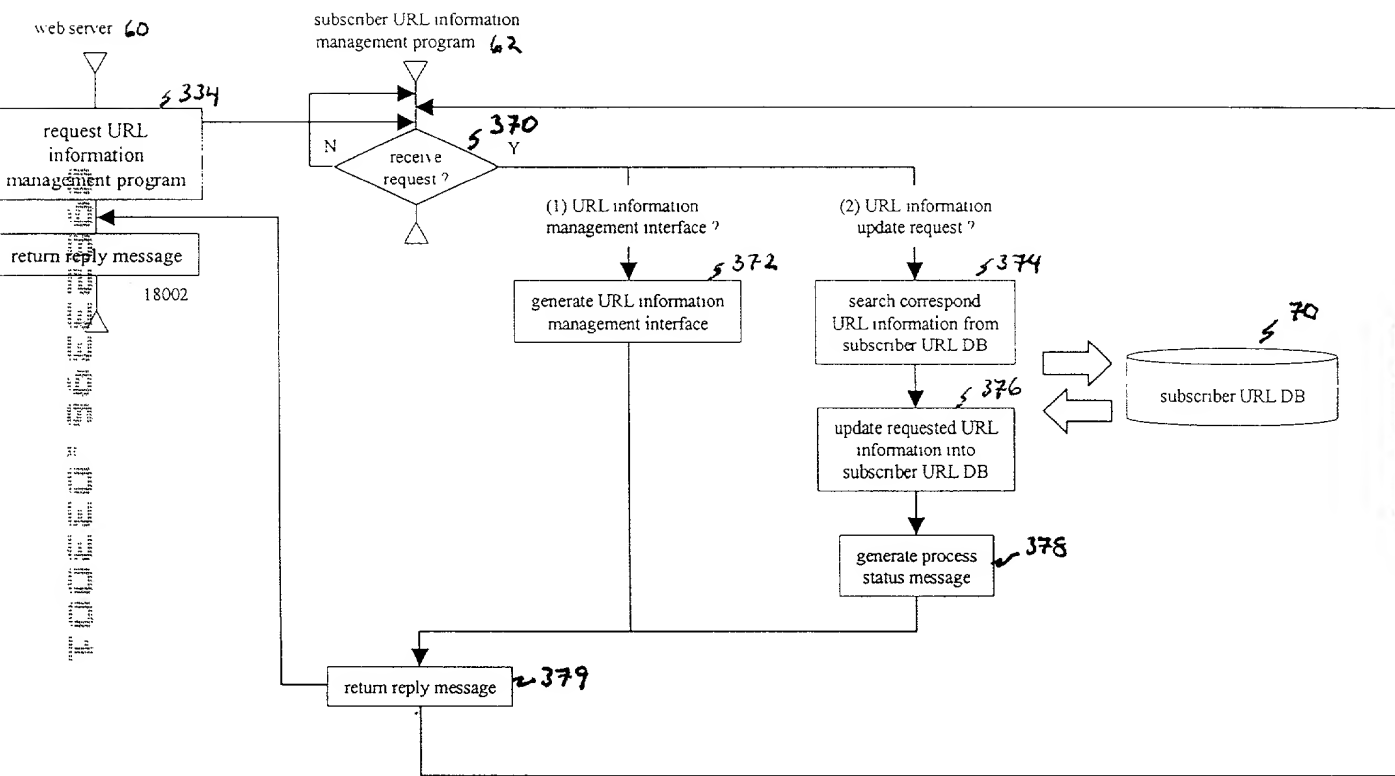 web server 60
subscriber URL information
management program 62
334
request URL
information
management program
370
N
receive
request ?
Y
return reply message
18002
(1) URL information
management interface ?
(2) URL information
update request ?
372
generate URL information
management interface
374
search correspond
URL information from
subscriber URL DB
70
subscriber URL DB
376
update requested URL
information into
subscriber URL DB
generate process
status message
378
return reply message
379